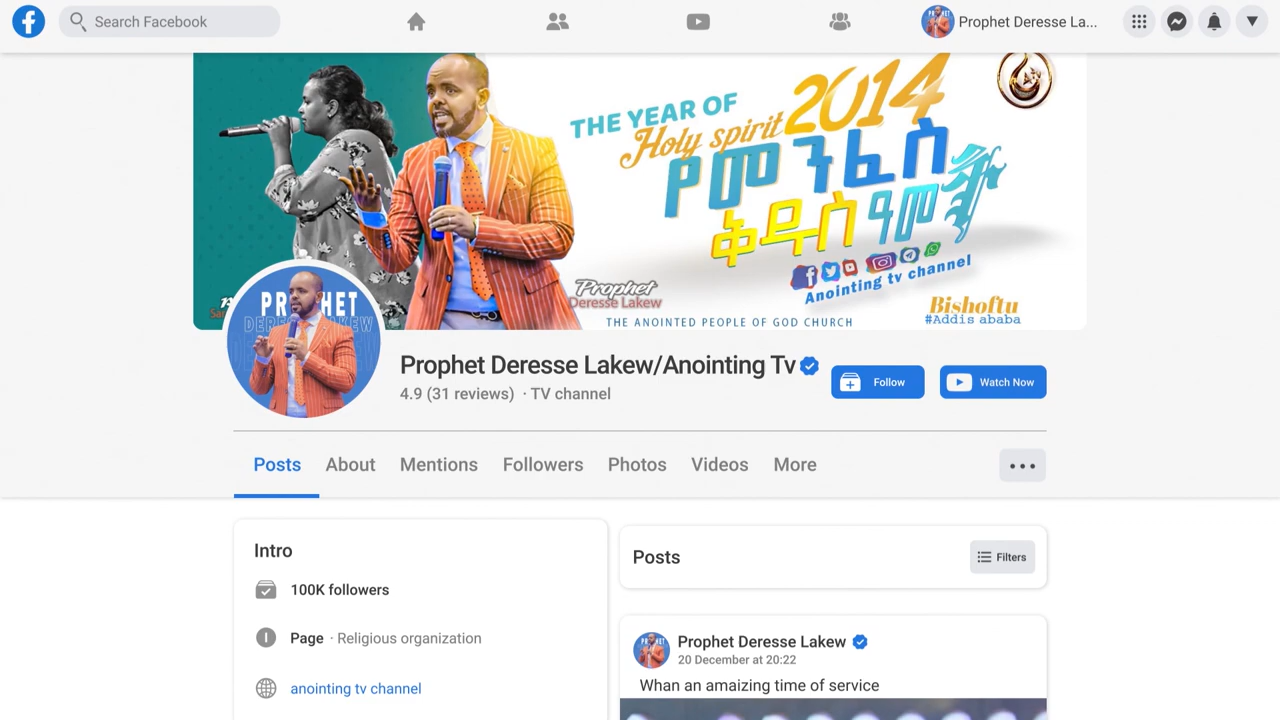 Search Facebook
Prophet Deresse La...
THE YEAR OF
Holy spirit 2014
የመንፈስ
ቅዱስ ዓመት
Anointing tv channel
Prophet
Deresse Lakew
Bishoftu
#Addis ababa
THE ANOINTED PEOPLE OF GOD CHURCH
PROPHET
DERESSE LAKEW
Prophet Deresse Lakew/Anointing Tv
4.9 (31 reviews) · TV channel
Follow
Watch Now
Posts
About
Mentions
Followers
Photos
Videos
More
Intro
100K followers
Page · Religious organization
anointing tv channel
Posts
Filters
Prophet Deresse Lakew
20 December at 20:22
Whan an amaizing time of service